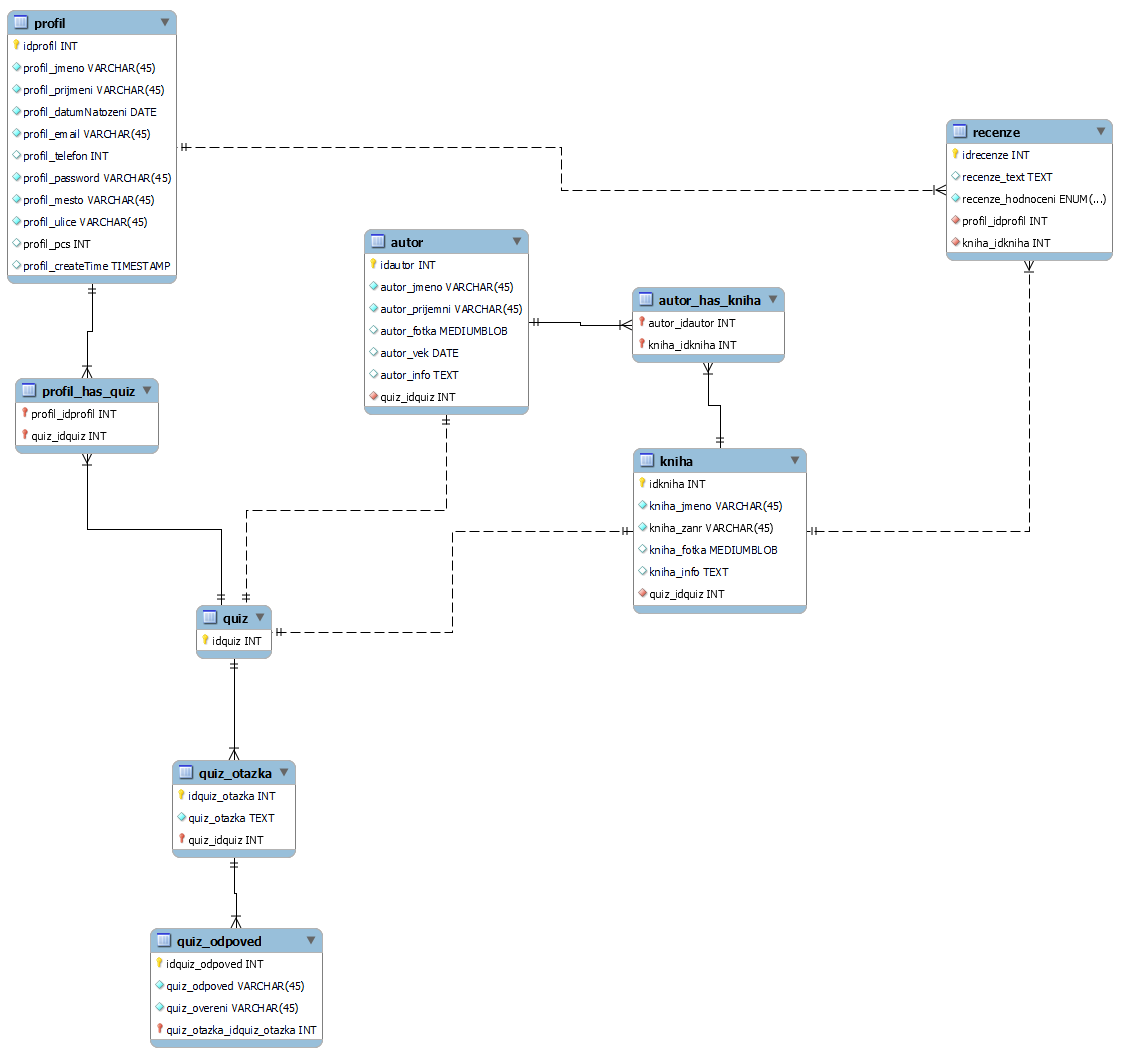 profil
idprofil INT
profil_jmeno VARCHAR(45)
profil_prijmeni VARCHAR(45)
profil_datumNatozeni DATE
profil_email VARCHAR(45)
profil_telefon INT
profil_password VARCHAR(45)
profil_mesto VARCHAR(45)
profil_ulice VARCHAR(45)
profil_pcs INT
profil_createTime TIMESTAMP
recenze
idrecenze INT
recenze_text TEXT
recenze_hodnoceni ENUM(...)
profil_idprofil INT
kniha_idkniha INT
autor
idautor INT
autor_jmeno VARCHAR(45)
autor_prijemni VARCHAR(45)
autor_fotka MEDIUMBLOB
autor_vek DATE
autor_info TEXT
quiz_idquiz INT
autor_has_kniha
autor_idautor INT
kniha_idkniha INT
profil_has_quiz
profil_idprofil INT
quiz_idquiz INT
kniha
idkniha INT
kniha_jmeno VARCHAR(45)
kniha_zanr VARCHAR(45)
kniha_fotka MEDIUMBLOB
kniha_info TEXT
quiz_idquiz INT
quiz
idquiz INT
quiz_otazka
idquiz_otazka INT
quiz_otazka TEXT
quiz_idquiz INT
quiz_odpoved
idquiz_odpoved INT
quiz_odpoved VARCHAR(45)
quiz_overeni VARCHAR(45)
quiz_otazka_idquiz_otazka INT